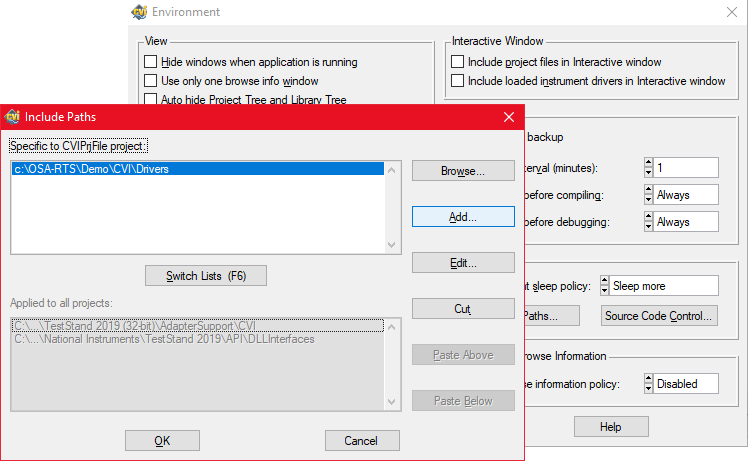 Environment
View
Hide windows when application is running
Use only one browse info window
Auto hide Project Tree and Library Tree
Interactive Window
Include project files in Interactive window
Include loaded instrument drivers in Interactive window
CVI
Include Paths
Specific to CVIPrjFile project:
c:\OSA-RTS\Demo\CVI\Drivers
Browse...
Add...
Edit...
Cut
Paste Above
Paste Below
Switch Lists (F6)
Applied to all projects:
C:\...\TestStand 2019 (32-bit)\AdapterSupport\CVI
C:\...\National Instruments\TestStand 2019\API\DLLInterfaces
OK
Cancel
backup
(minutes):
1
before compiling:
Always
before debugging:
Always
sleep policy:
Sleep more
Paths...
Source Code Control...
Information
information policy:
Disabled
Help